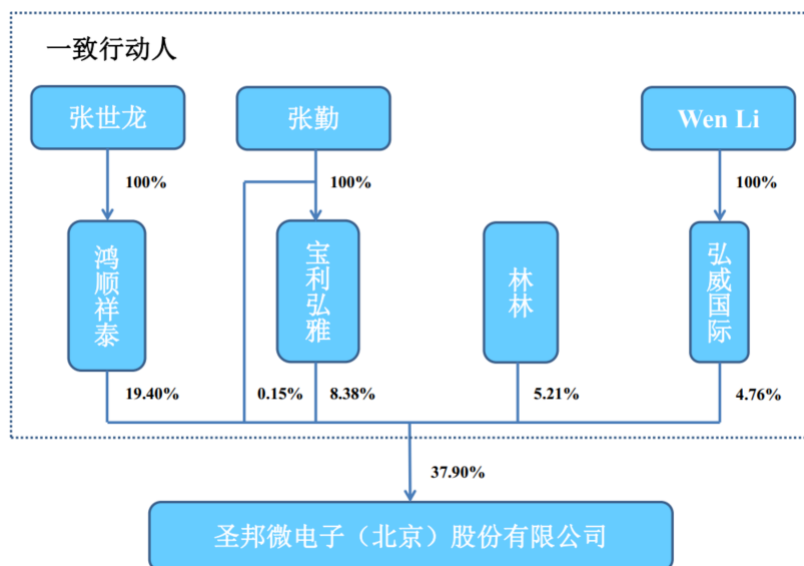 一致行动人
张世龙
张勤
Wen Li
100%
100%
100%
鸿顺祥泰
宝利弘雅
林林
弘威国际
19.40%
0.15%
8.38%
5.21%
4.76%
37.90%
圣邦微电子（北京）股份有限公司